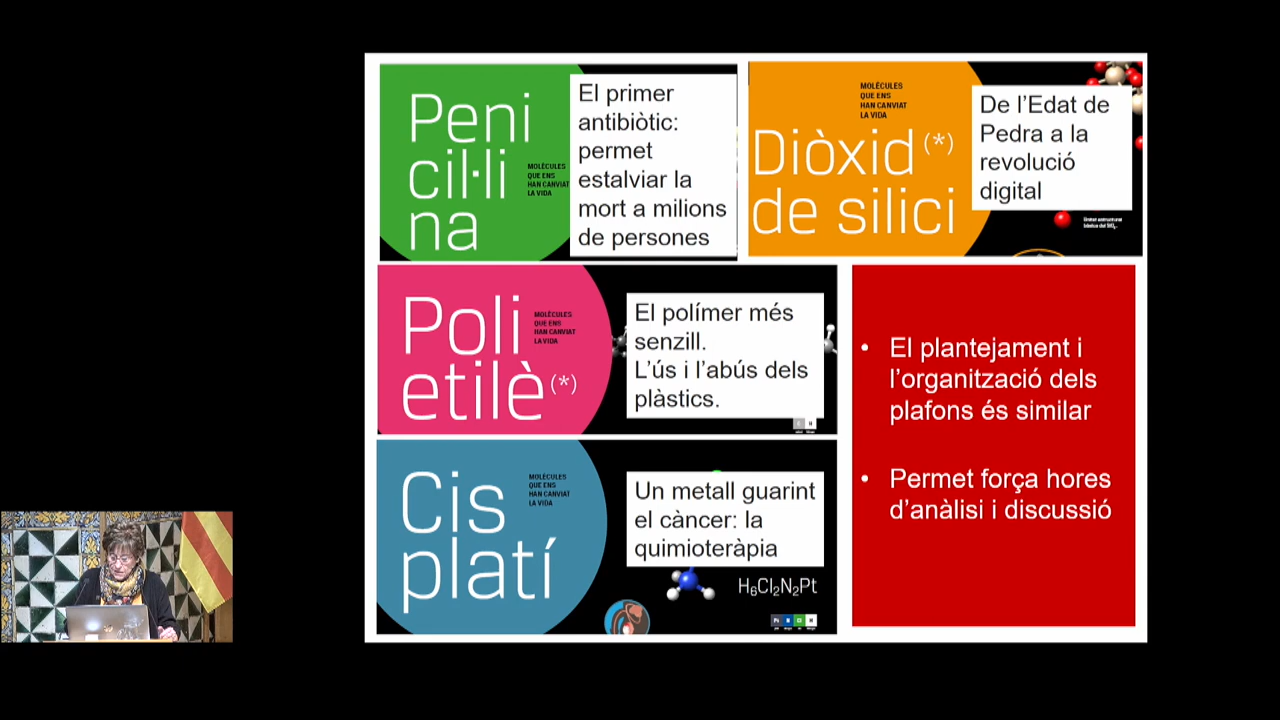 Peni
cil·li
na
MOLÈCULES
QUE ENS
HAN CANVIAT
LA VIDA
El primer
antibiòtic:
permet
estalviar la
mort a milions
de persones
MOLÈCULES
QUE ENS
HAN CANVIAT
LA VIDA
Diòxid (*)
de silici
De l'Edat de
Pedra a la
revolució
digital
Poli
etilè (*)
MOLÈCULES
QUE ENS
HAN CANVIAT
LA VIDA
El polímer més
senzill.
L'ús i l'abús dels
plàstics.
Cis
platí
MOLÈCULES
QUE ENS
HAN CANVIAT
LA VIDA
Un metall guarint
el càncer: la
quimioteràpia
H₆Cl₂N₂Pt
• El plantejament i
l'organització dels
plafons és similar
• Permet força hores
d'anàlisi i discussió